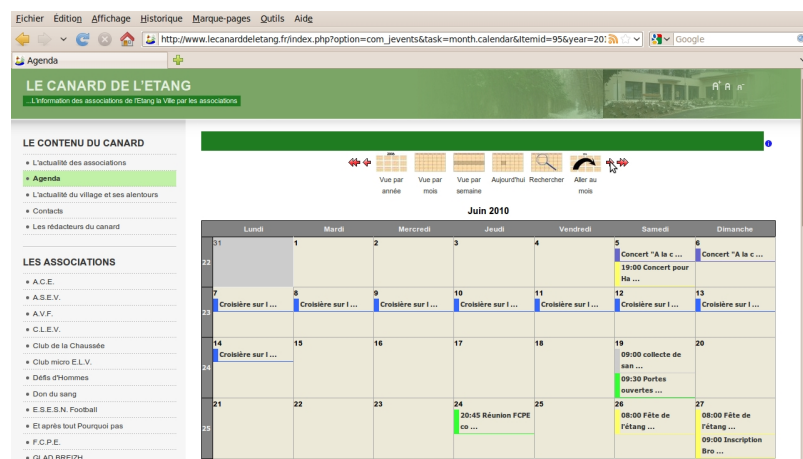 Fichier Édition Affichage Historique Marque-pages Outils Aide
http://www.lecanarddeletang.fr/index.php?option=com_jevents&task=month.calendar&Itemid=95&year=20
Google
Agenda
LE CANARD DE L'ETANG
...L'information des associations de l'Etang la Ville par les associations
LE CONTENU DU CANARD
L'actualité des associations
Agenda
L'actualité du village et ses alentours
Contacts
Les rédacteurs du canard
LES ASSOCIATIONS
A.C.E.
A.S.E.V.
A.V.F.
C.L.E.V.
Club de la Chaussée
Club micro E.L.V.
Défis d'Hommes
Don du sang
E.S.E.S.N. Football
Et après tout Pourquoi pas
F.C.P.E.
GLAD BREIZH
Vue par année
Vue par mois
Vue par semaine
Aujourd'hui
Rechercher
Aller au mois
Juin 2010
Lundi Mardi Mercredi Jeudi Vendredi Samedi Dimanche
22
31 1 2 3 4 5 6
Concert "A la c ... Concert "A la c ...
19:00 Concert pour
Ha ...
23
7 8 9 10 11 12 13
Croisière sur l ... Croisière sur l ... Croisière sur l ... Croisière sur l ... Croisière sur l ... Croisière sur l ... Croisière sur l ...
24
14 15 16 17 18 19 20
Croisière sur l ...
09:00 collecte de
san ...
09:30 Portes
ouvertes ...
25
21 22 23 24 25 26 27
20:45 Réunion FCPE
co ...
08:00 Fête de
l'étang ...
08:00 Fête de
l'étang ...
09:00 Inscription
Bro ...